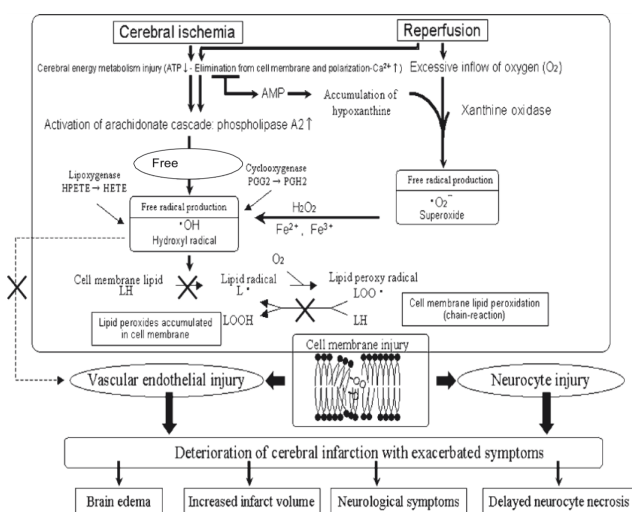 Cerebral ischemia
Reperfusion
Cerebral energy metabolism injury (ATP↓- Elimination from cell membrane and polarization-Ca²⁺↑)
Excessive inflow of oxygen (O₂)
AMP
Accumulation of
hypoxanthine
Xanthine oxidase
Activation of arachidonate cascade: phospholipase A2↑
Free
Lipoxygenase
HPETE → HETE
Cyclooxygenase
PGG2 → PGH2
Free radical production
•OH
Hydroxyl radical
H₂O₂
Fe²⁺, Fe³⁺
Free radical production
•O₂⁻
Superoxide
Cell membrane lipid
LH
Lipid radical
L•
O₂
Lipid peroxy radical
LOO•
LOOH
LH
Cell membrane lipid peroxidation
(chain-reaction)
Lipid peroxides accumulated
in cell membrane
Cell membrane injury
Vascular endothelial injury
Neurocyte injury
Deterioration of cerebral infarction with exacerbated symptoms
Brain edema
Increased infarct volume
Neurological symptoms
Delayed neurocyte necrosis